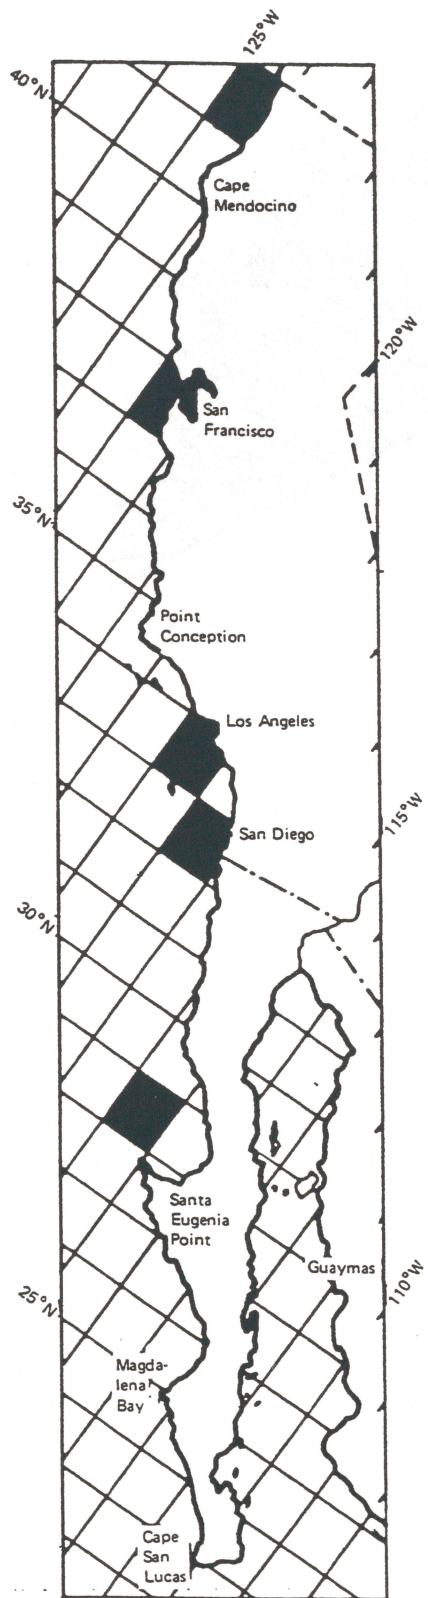 125°W
40°N
Cape
Mendocino
120°W
San
Francisco
35°N
Point
Conception
Los Angeles
115°W
San Diego
30°N
Santa
Eugenia
Point
Guaymas
110°W
25°N
Magda-
lena
Bay
Cape
San
Lucas